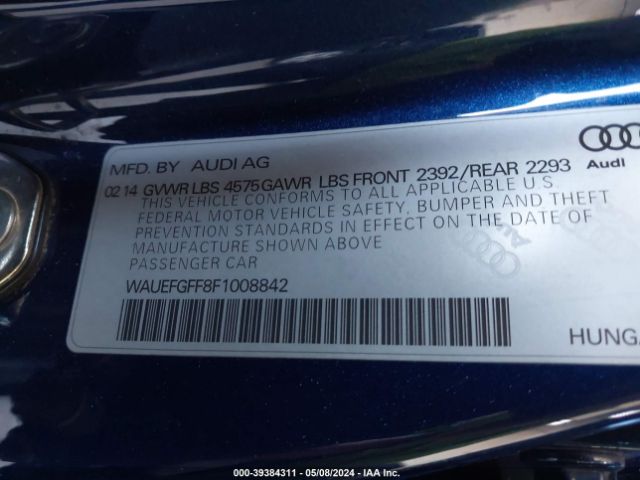 MFD. BY AUDI AG
0214 GVWR LBS 4575 GAWR LBS FRONT 2392/REAR 2293
Audi
THIS VEHICLE CONFORMS TO ALL APPLICABLE U.S.
FEDERAL MOTOR VEHICLE SAFETY, BUMPER AND THEFT
PREVENTION STANDARDS IN EFFECT ON THE DATE OF
MANUFACTURE SHOWN ABOVE
PASSENGER CAR
WAUEFGFF8F1008842
HUNGA
000-39384311 - 05/08/2024 - IAA Inc.